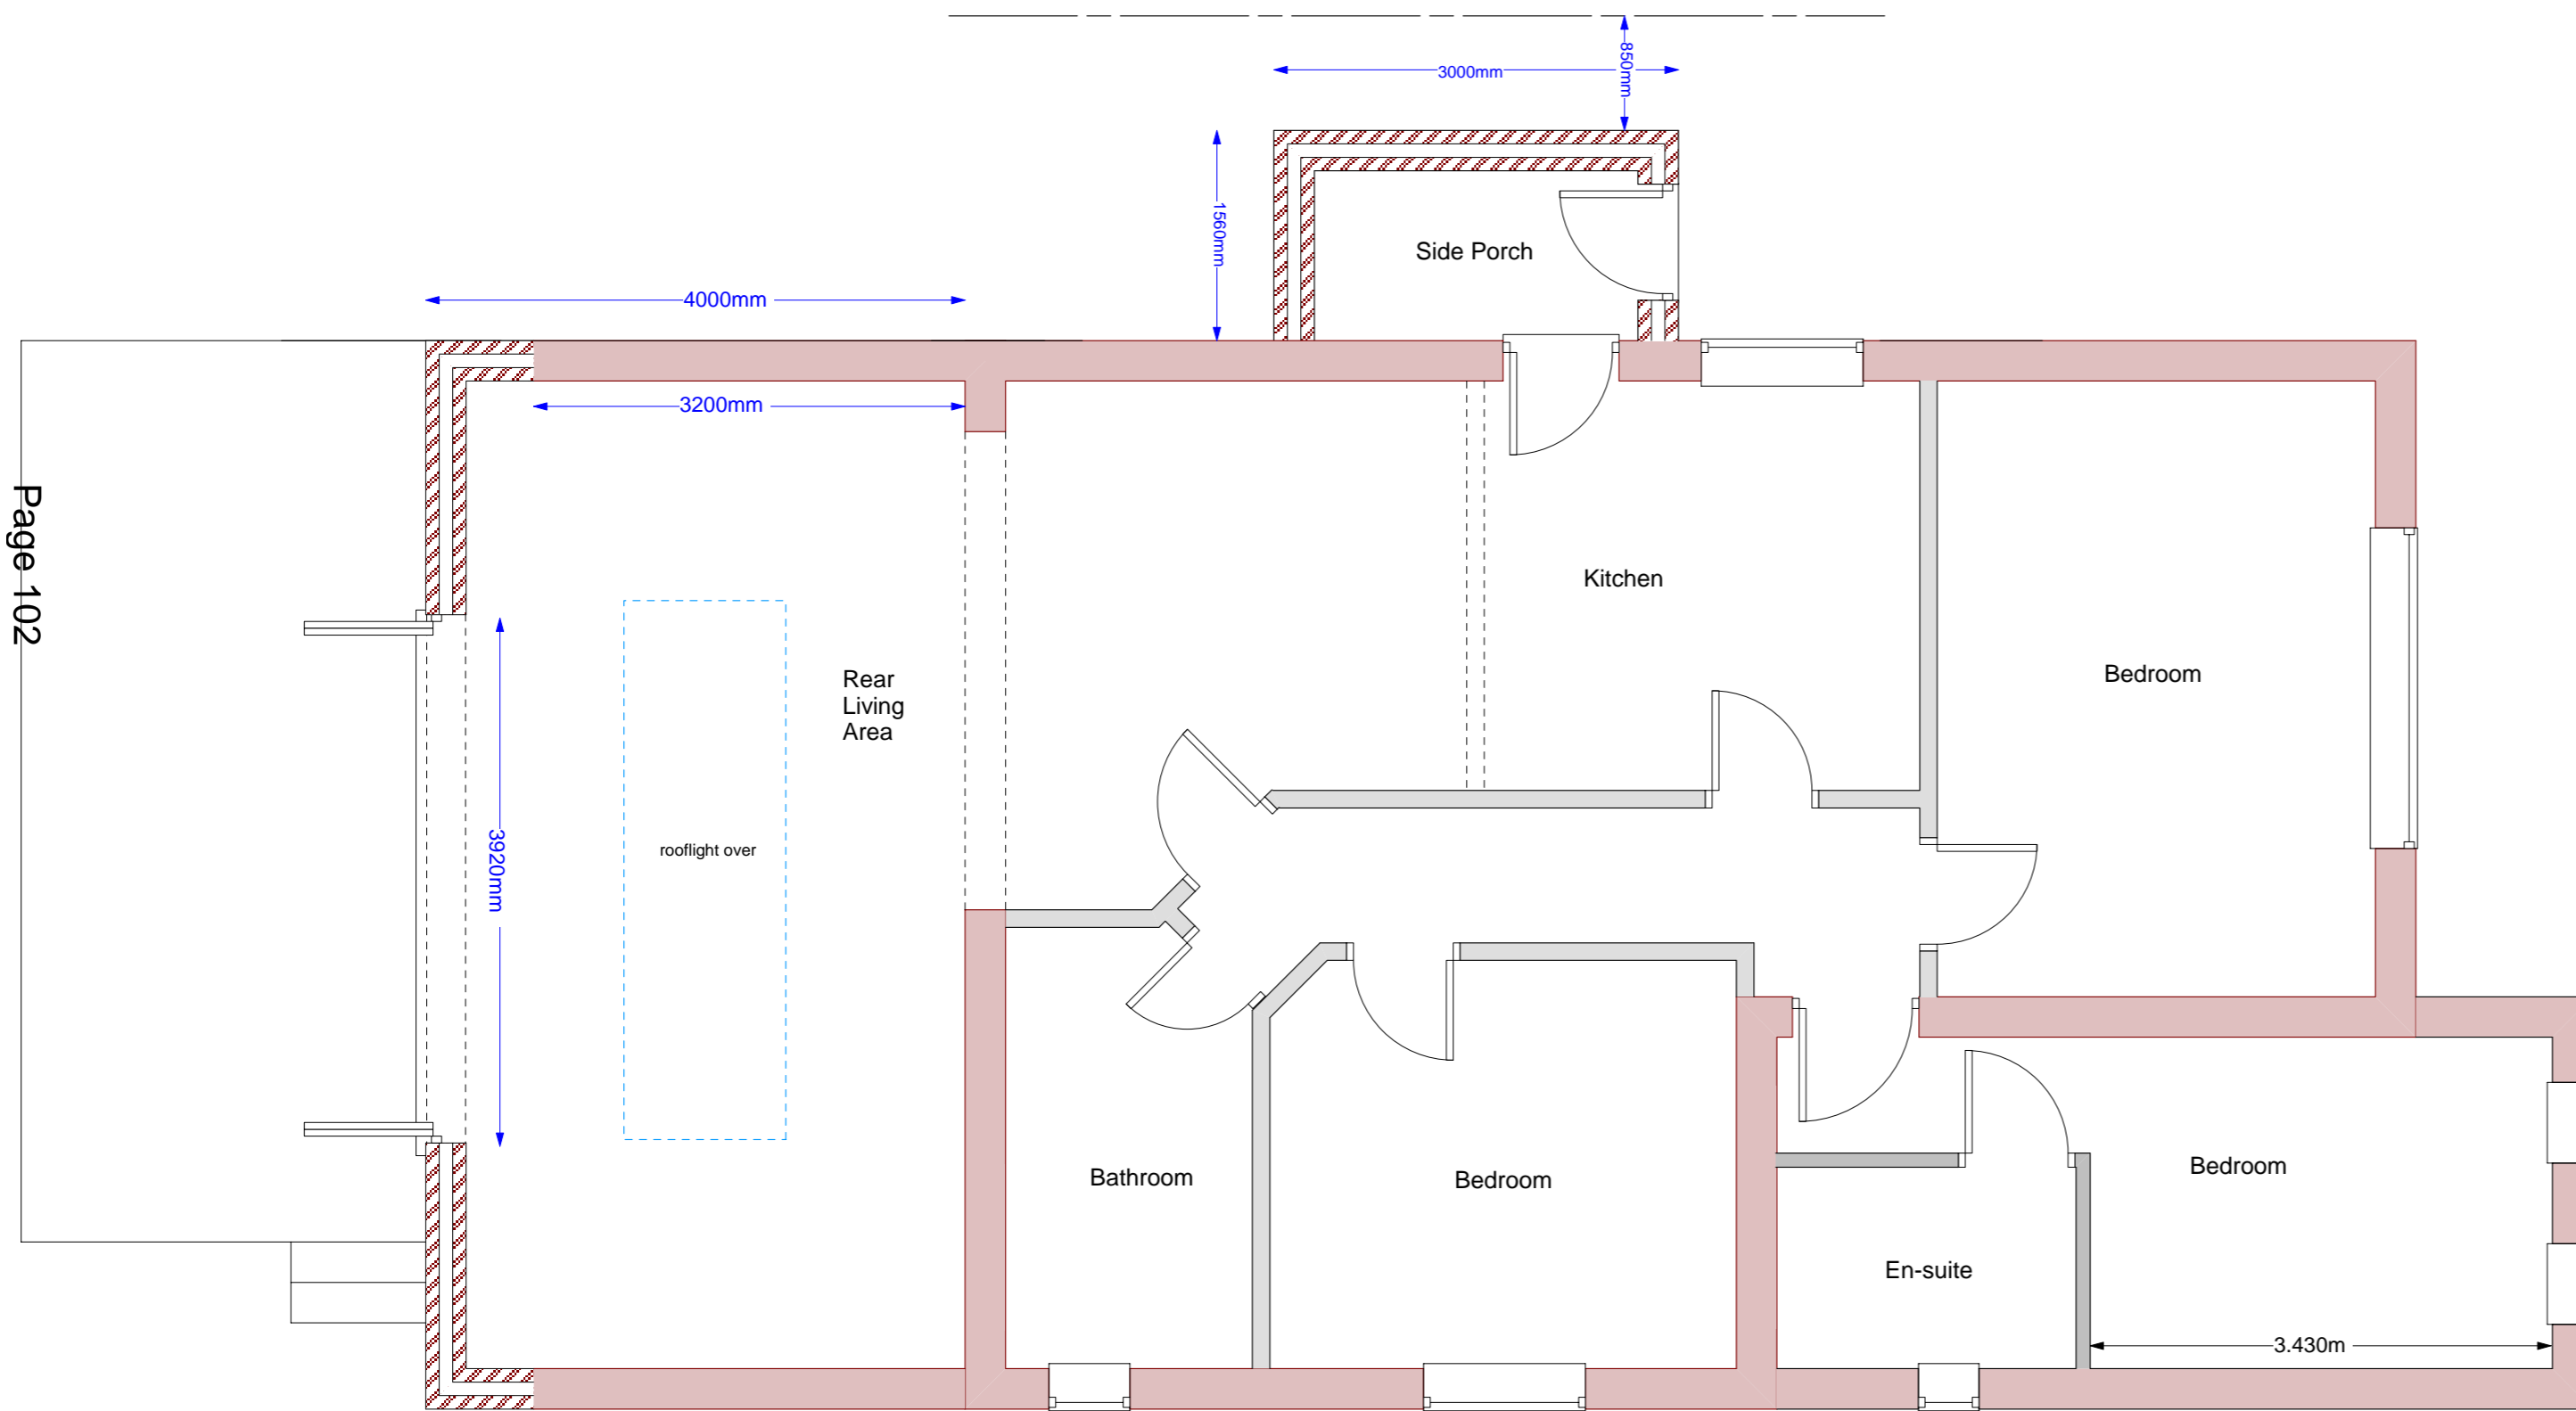 850mm
3000mm
1560mm
Side Porch
4000mm
3200mm
Page 102
Kitchen
Bedroom
Rear
Living
Area
rooflight over
3920mm
Bathroom
Bedroom
Bedroom
En-suite
3.430m